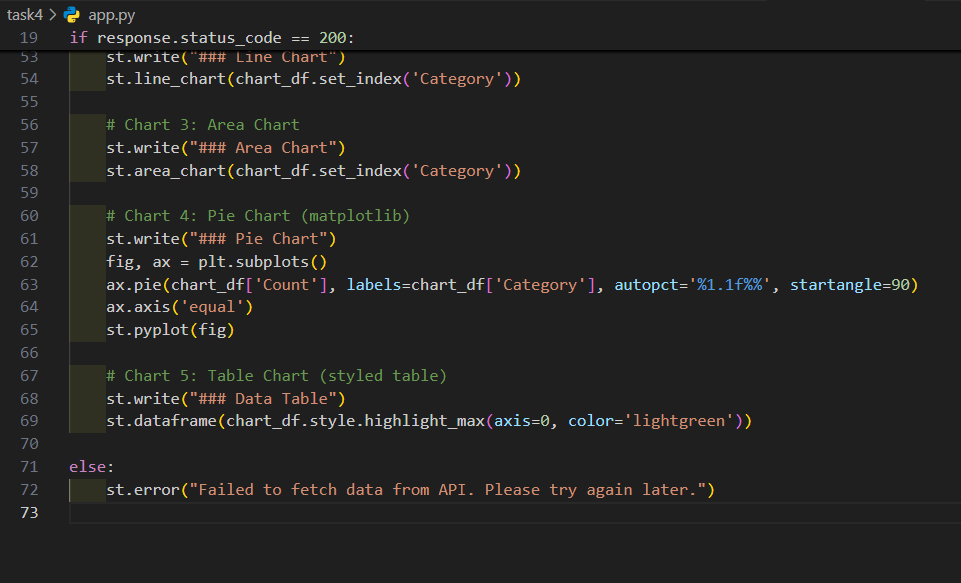 task4 > app.py
19 if response.status_code == 200:
53 st.write("### Line Chart")
54 st.line_chart(chart_df.set_index('Category'))
55
56 # Chart 3: Area Chart
57 st.write("### Area Chart")
58 st.area_chart(chart_df.set_index('Category'))
59
60 # Chart 4: Pie Chart (matplotlib)
61 st.write("### Pie Chart")
62 fig, ax = plt.subplots()
63 ax.pie(chart_df['Count'], labels=chart_df['Category'], autopct='%1.1f%%', startangle=90)
64 ax.axis('equal')
65 st.pyplot(fig)
66
67 # Chart 5: Table Chart (styled table)
68 st.write("### Data Table")
69 st.dataframe(chart_df.style.highlight_max(axis=0, color='lightgreen'))
70
71 else:
72 st.error("Failed to fetch data from API. Please try again later.")
73